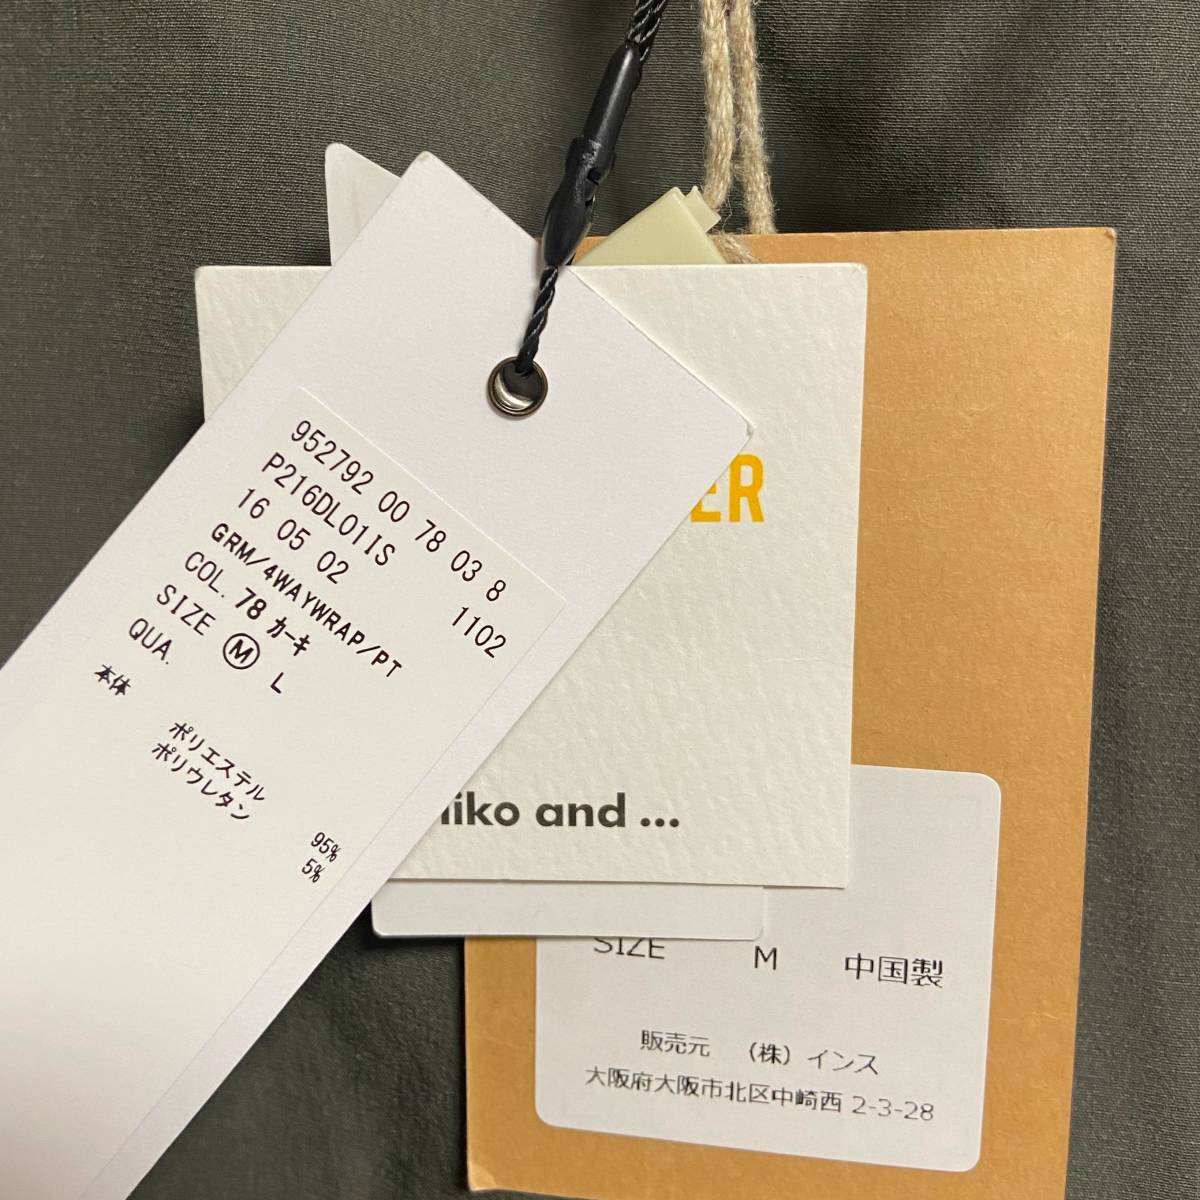 952792 00 78 03 8
P216DL01IS 1102
16 05 02
GRM/4WAYWRAP/PT
COL. 78 カーキ
SIZE Ⓜ L
QUA.
本体
ポリエステル 95%
ポリウレタン 5%
ER
iko and ...
SIZE M 中国製
販売元 （株）インス
大阪府大阪市北区中崎西 2-3-28